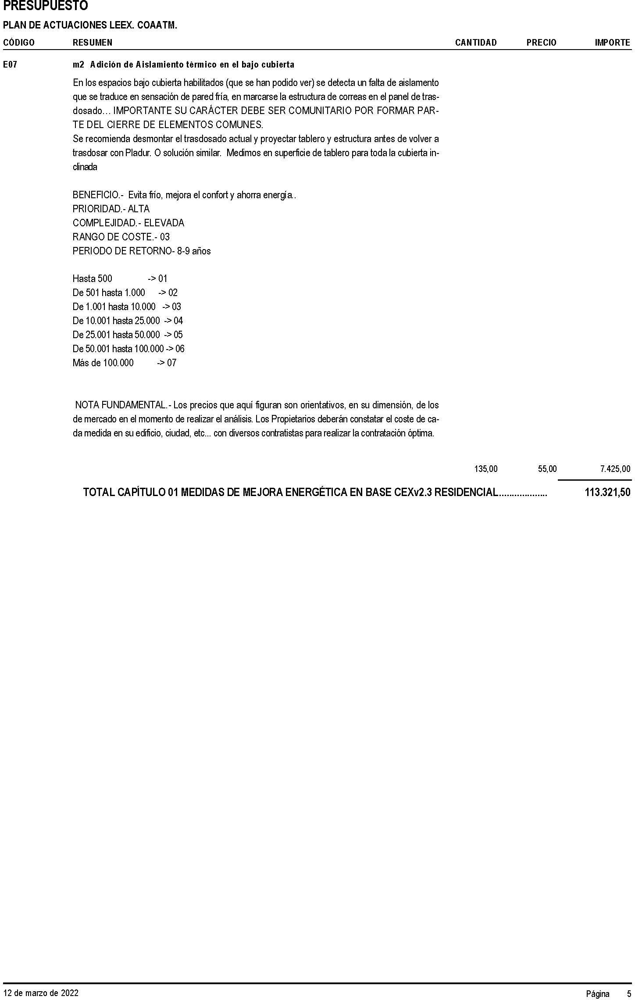 PRESUPUESTO
PLAN DE ACTUACIONES LEEX. COAATM.
CÓDIGO RESUMEN CANTIDAD PRECIO IMPORTE
E07 m2 Adición de Aislamiento térmico en el bajo cubierta
En los espacios bajo cubierta habilitados (que se han podido ver) se detecta un falta de aislamento
que se traduce en sensación de pared fría, en marcarse la estructura de correas en el panel de tras-
dosado… IMPORTANTE SU CARÁCTER DEBE SER COMUNITARIO POR FORMAR PAR-
TE DEL CIERRE DE ELEMENTOS COMUNES.
Se recomienda desmontar el trasdosado actual y proyectar tablero y estructura antes de volver a
trasdosar con Pladur. O solución similar. Medimos en superficie de tablero para toda la cubierta in-
clinada
BENEFICIO.- Evita frío, mejora el confort y ahorra energía..
PRIORIDAD.- ALTA
COMPLEJIDAD.- ELEVADA
RANGO DE COSTE.- 03
PERIODO DE RETORNO- 8-9 años
Hasta 500 -> 01
De 501 hasta 1.000 -> 02
De 1.001 hasta 10.000 -> 03
De 10.001 hasta 25.000 -> 04
De 25.001 hasta 50.000 -> 05
De 50.001 hasta 100.000 -> 06
Más de 100.000 -> 07
NOTA FUNDAMENTAL.- Los precios que aquí figuran son orientativos, en su dimensión, de los
de mercado en el momento de realizar el análisis. Los Propietarios deberán constatar el coste de ca-
da medida en su edificio, ciudad, etc... con diversos contratistas para realizar la contratación óptima.
135,00 55,00 7.425,00
TOTAL CAPÍTULO 01 MEDIDAS DE MEJORA ENERGÉTICA EN BASE CEXv2.3 RESIDENCIAL................... 113.321,50
12 de marzo de 2022 Página 5